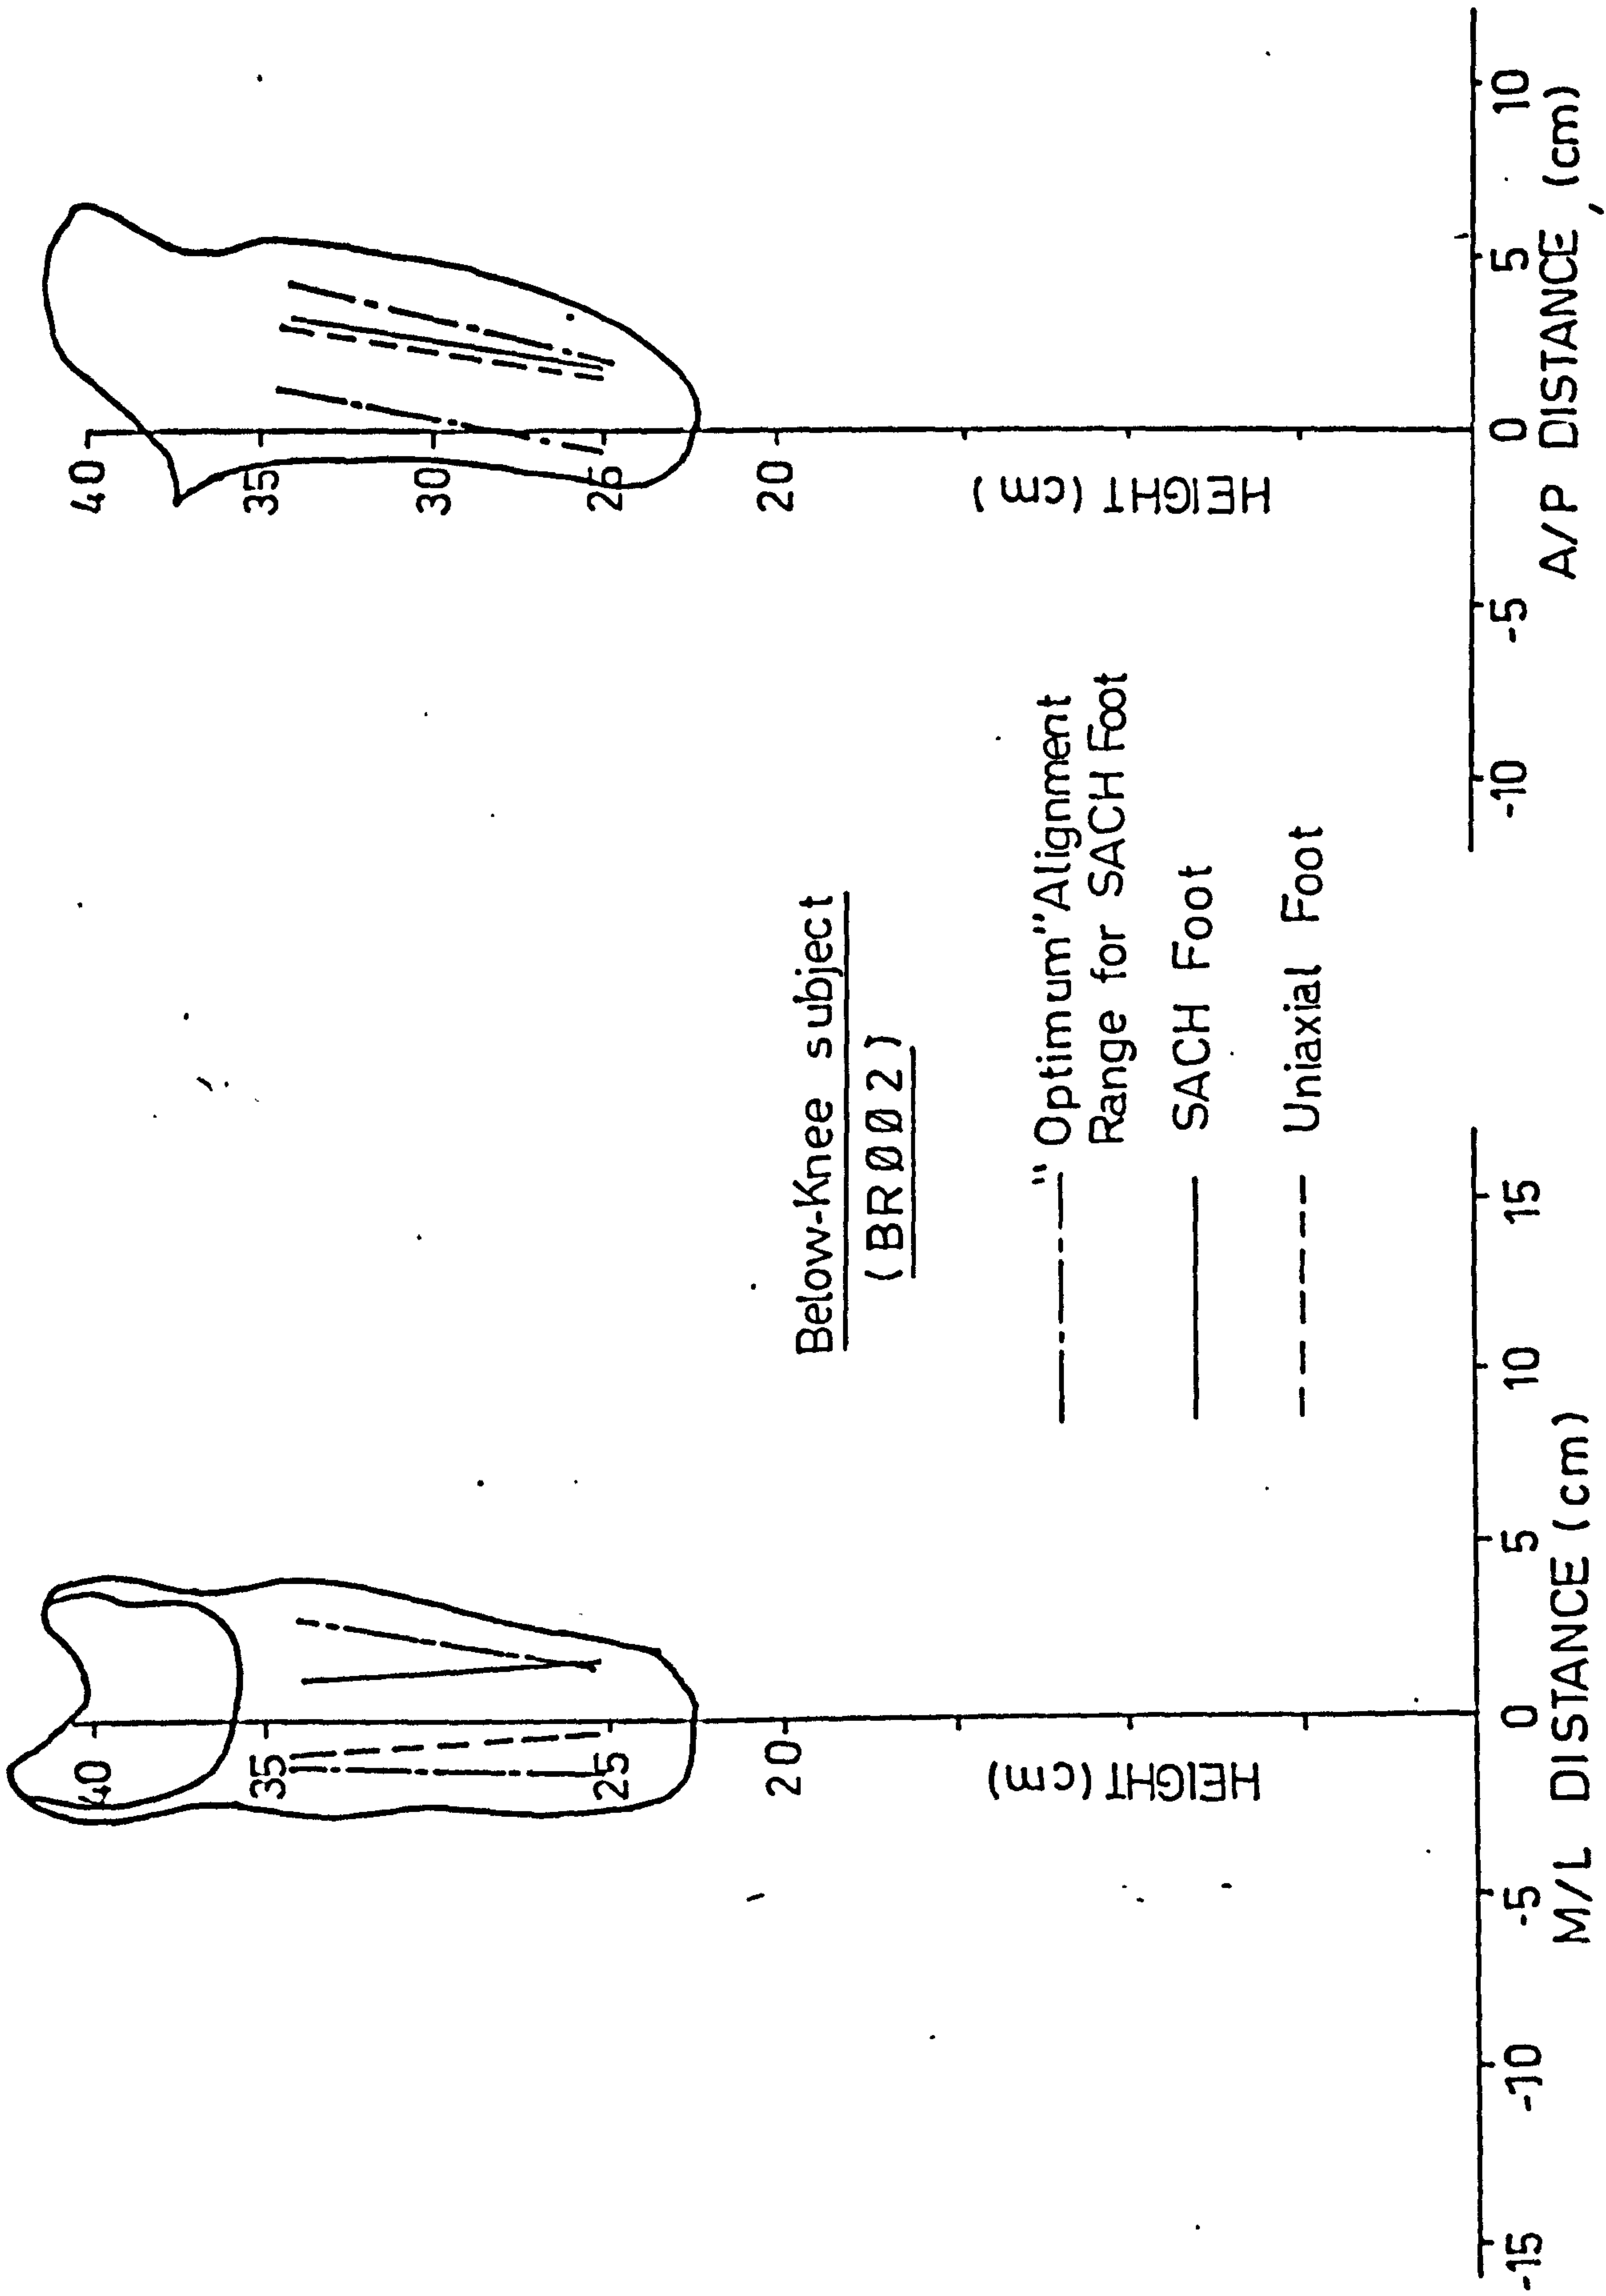 40
35
25
20
HEIGHT (cm)
-15
-10
-5
0
5
10
15
M/L DISTANCE (cm)
Below-Knee subject
(BRØØ2)
"Optimum" Alignment
Range for SACH Foot
SACH Foot
Uniaxial Foot
40
35
30
25
20
HEIGHT (cm)
-10
-5
0
5
10
A/P DISTANCE, (cm)